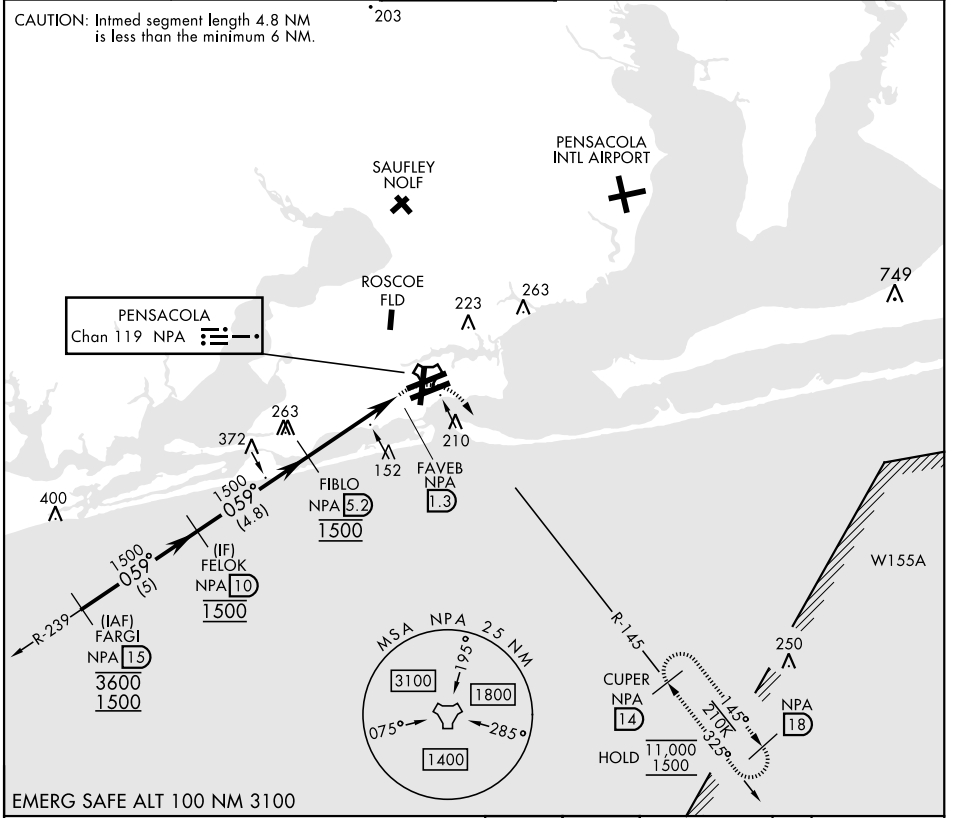 CAUTION: Intmed segment length 4.8 NM
is less than the minimum 6 NM.
203
PENSACOLA
INTL AIRPORT
SAUFLEY
NOLF
ROSCOE
FLD
223
263
749
PENSACOLA
Chan 119 NPA
263
372
210
152
FAVEB
NPA
1.3
FIBLO
NPA 5.2
1500
400
1500
059°
(4.8)
(IF)
FELOK
NPA 10
1500
1500
059°
(5)
R-239
(IAF)
FARGI
NPA 15
3600
1500
W155A
R-145
250
CUPER
NPA
14
145°
210K
325°
NPA
18
HOLD 11,000
1500
MSA NPA 25 NM
195°
3100
1800
075°
285°
1400
EMERG SAFE ALT 100 NM 3100